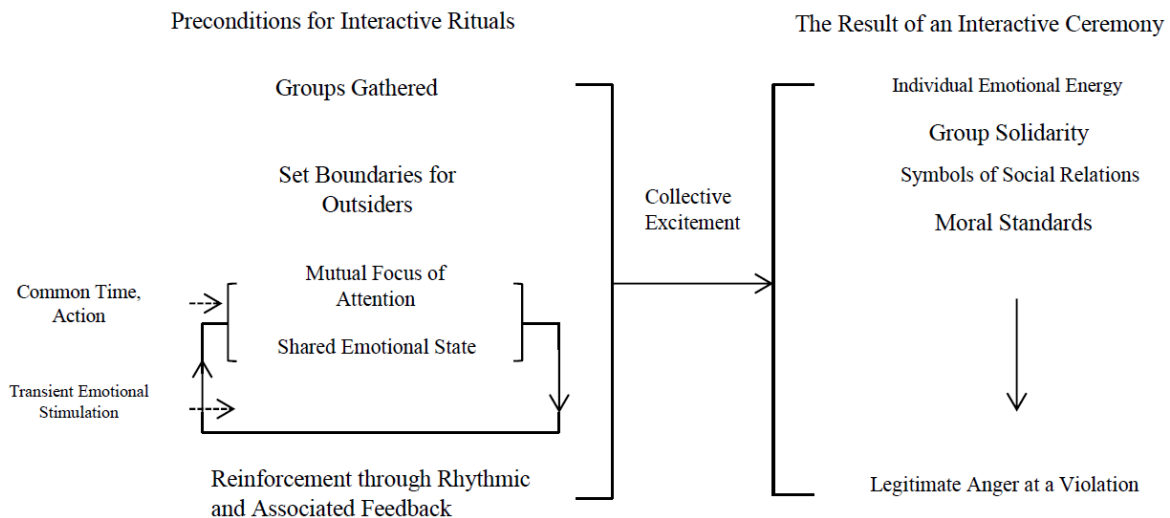 Preconditions for Interactive Rituals
Groups Gathered
Set Boundaries for
Outsiders
Common Time,
Action
Mutual Focus of
Attention
Shared Emotional State
Transient Emotional
Stimulation
Reinforcement through Rhythmic
and Associated Feedback
Collective
Excitement
The Result of an Interactive Ceremony
Individual Emotional Energy
Group Solidarity
Symbols of Social Relations
Moral Standards
Legitimate Anger at a Violation